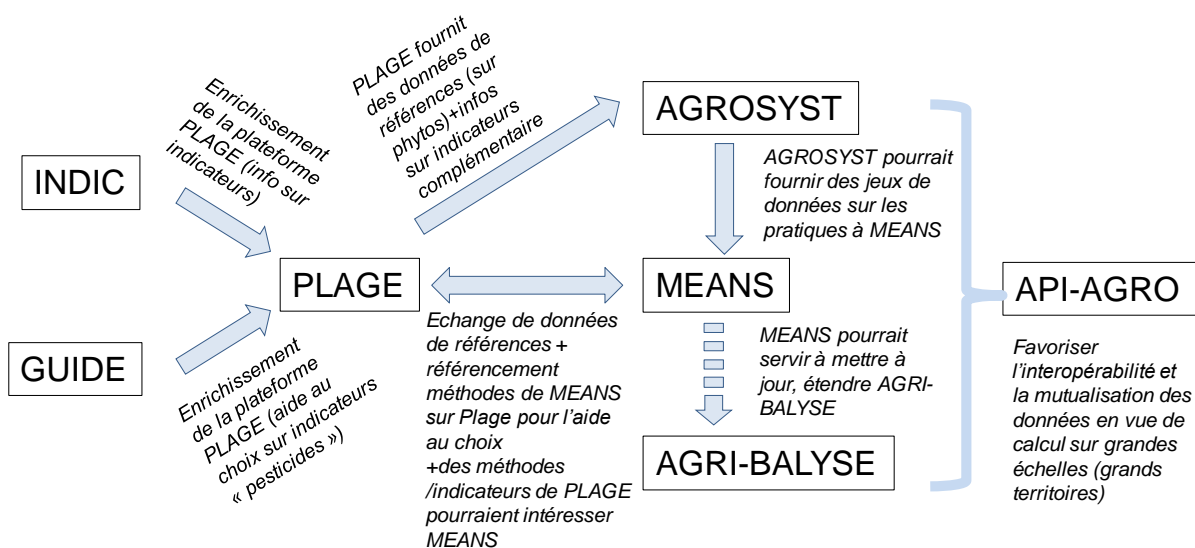 INDIC
Enrichissement
de la plateforme
PLAGE (info sur
indicateurs)
GUIDE
Enrichissement
de la plateforme
PLAGE (aide au
choix sur indicateurs
« pesticides »)
PLAGE
PLAGE fournit
des données de
références (sur
phytos)+infos
sur indicateurs
complémentaire
Echange de données
de références +
référencement
méthodes de MEANS
sur Plage pour l’aide
au choix
+des méthodes
/indicateurs de PLAGE
pourraient intéresser
MEANS
AGROSYST
AGROSYST pourrait
fournir des jeux de
données sur les
pratiques à MEANS
MEANS
MEANS pourrait
servir à mettre à
jour, étendre AGRI-
BALYSE
AGRI-BALYSE
API-AGRO
Favoriser
l’interopérabilité et
la mutualisation des
données en vue de
calcul sur grandes
échelles (grands
territoires)